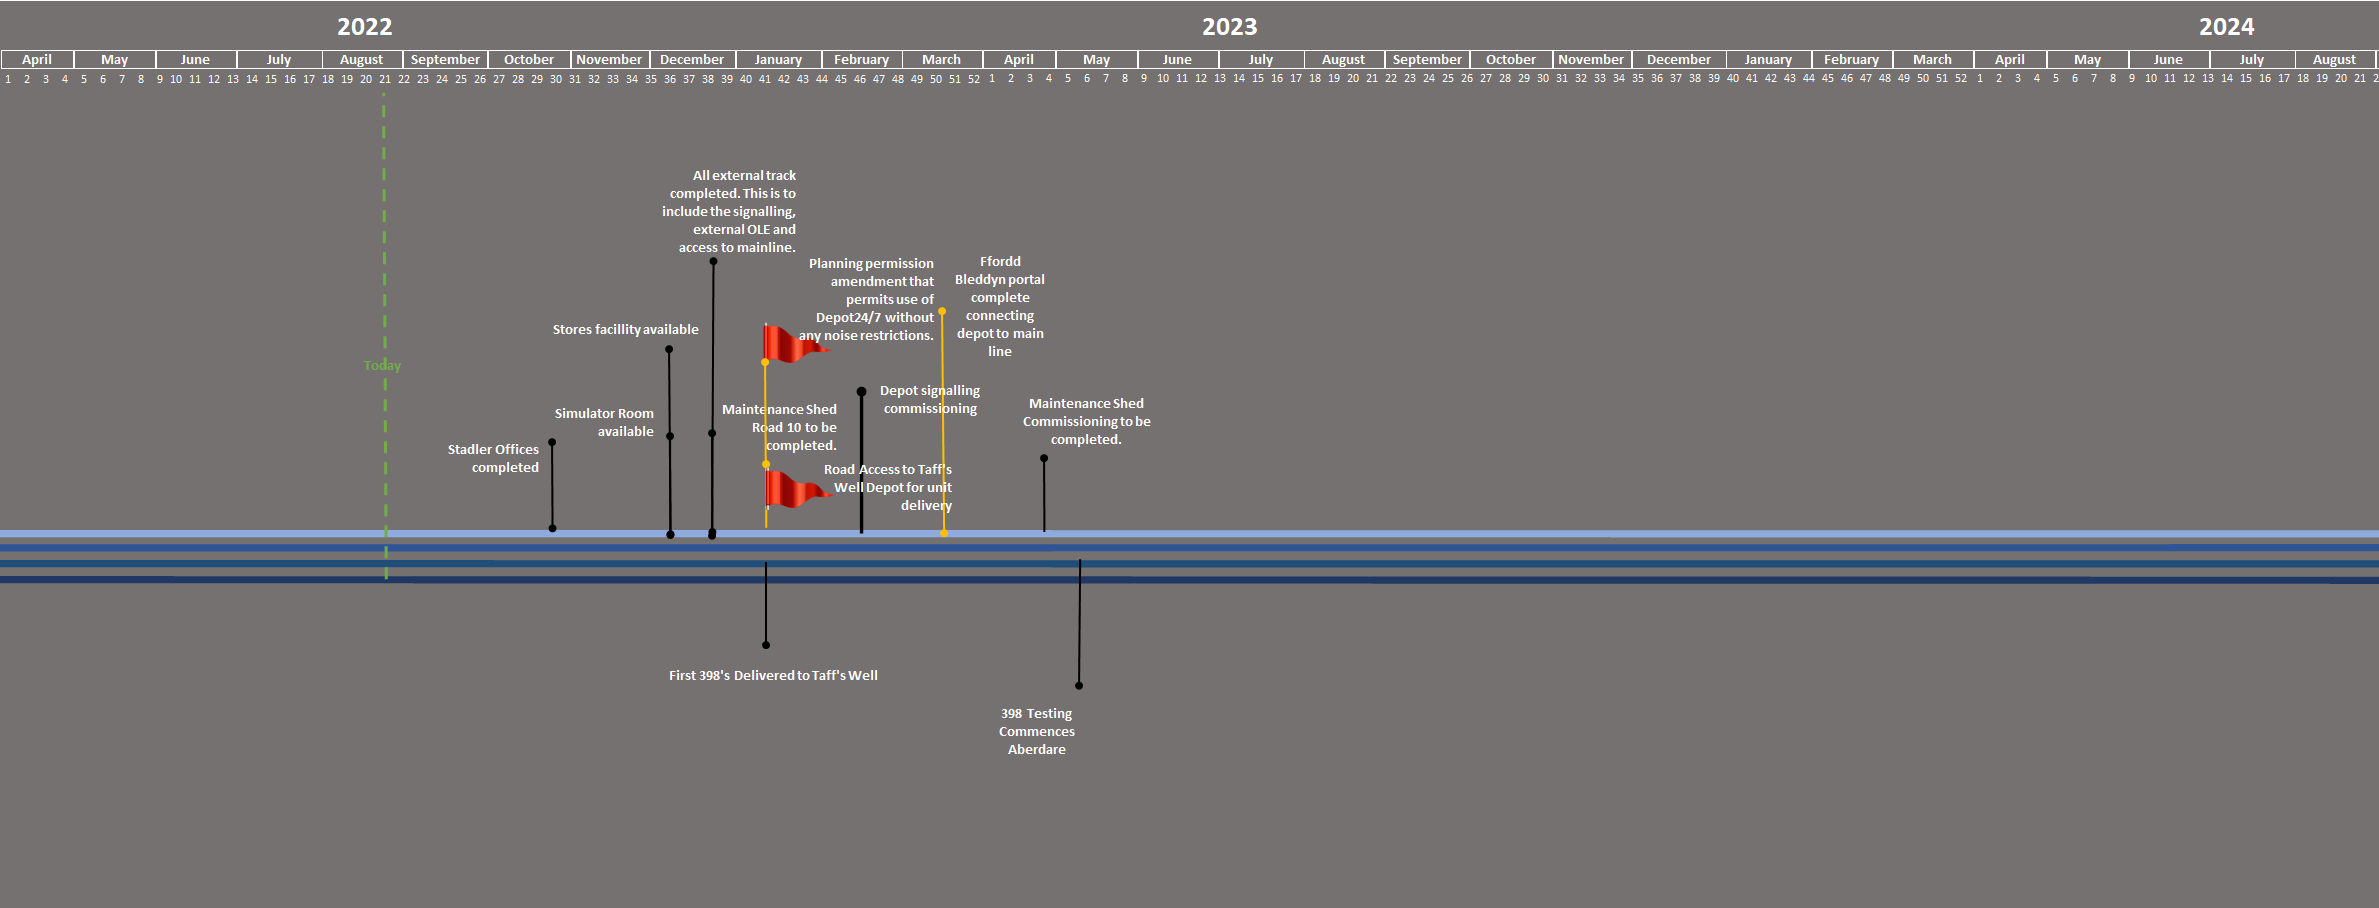 2022 2023 2024
April May June July August September October November December January February March April May June July August September October November December January February March April May June July August
1 2 3 4 5 6 7 8 9 10 11 12 13 14 15 16 17 18 19 20 21 22 23 24 25 26 27 28 29 30 31 32 33 34 35 36 37 38 39 40 41 42 43 44 45 46 47 48 49 50 51 52 1 2 3 4 5 6 7 8 9 10 11 12 13 14 15 16 17 18 19 20 21 22 23 24 25 26 27 28 29 30 31 32 33 34 35 36 37 38 39 40 41 42 43 44 45 46 47 48 49 50 51 52 1 2 3 4 5 6 7 8 9 10 11 12 13 14 15 16 17 18 19 20 21 2
All external track
completed. This is to
include the signalling,
external OLE and
access to mainline.
Planning permission
amendment that
permits use of
Depot24/7 without
any noise restrictions.
Ffordd
Bleddyn portal
complete
connecting
depot to main
line
Stores facillity available
Today
Simulator Room
available
Maintenance Shed
Road 10 to be
completed.
Depot signalling
commissioning
Maintenance Shed
Commissioning to be
completed.
Stadler Offices
completed
Road Access to Taff's
Well Depot for unit
delivery
First 398's Delivered to Taff's Well
398 Testing
Commences
Aberdare